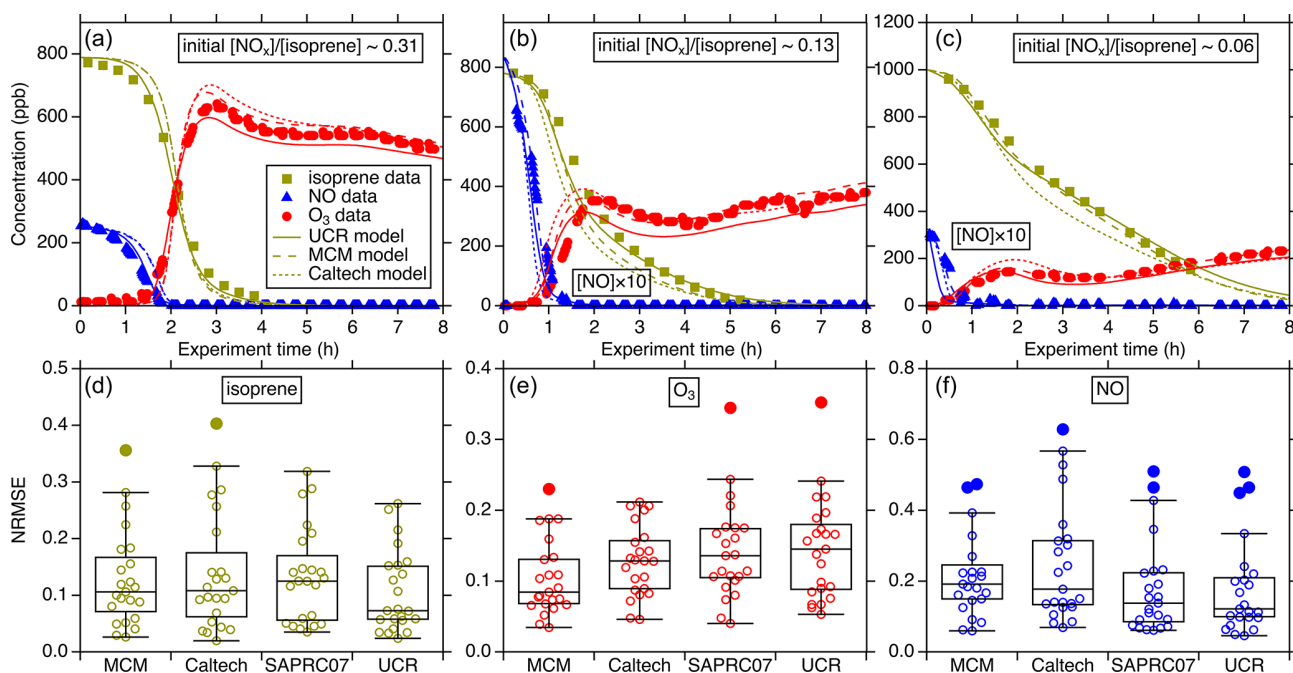 (a)
initial [NOx]/[isoprene] ~ 0.31
(b)
initial [NOx]/[isoprene] ~ 0.13
(c)
initial [NOx]/[isoprene] ~ 0.06
Concentration (ppb)
800
600
400
200
0
800
600
400
200
0
1200
1000
800
600
400
200
0
isoprene data
NO data
O3 data
UCR model
MCM model
Caltech model
[NO]×10
[NO]×10
0 1 2 3 4 5 6 7 8
0 1 2 3 4 5 6 7 8
0 1 2 3 4 5 6 7 8
Experiment time (h)
Experiment time (h)
Experiment time (h)
(d)
isoprene
(e)
O3
(f)
NO
NRMSE
0.5
0.4
0.3
0.2
0.1
0.0
0.4
0.3
0.2
0.1
0.0
0.8
0.6
0.4
0.2
0.0
MCM Caltech SAPRC07 UCR
MCM Caltech SAPRC07 UCR
MCM Caltech SAPRC07 UCR